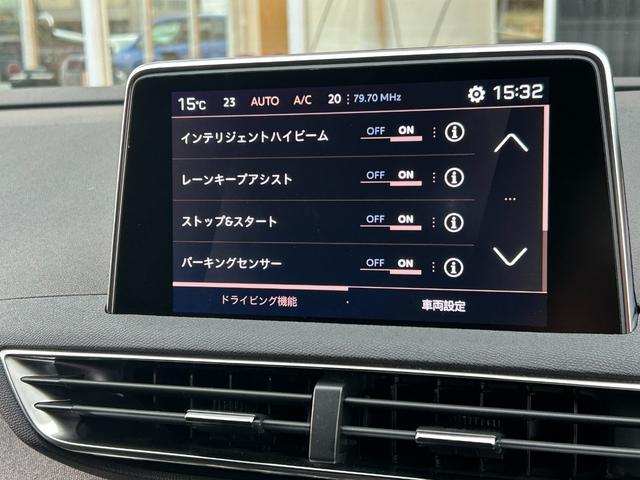 15℃ 23 AUTO A/C 20 79.70 MHz 15:32
インテリジェントハイビーム OFF ON
レーンキープアシスト OFF ON
ストップ&スタート OFF ON
パーキングセンサー OFF ON
ドライビング機能 車両設定